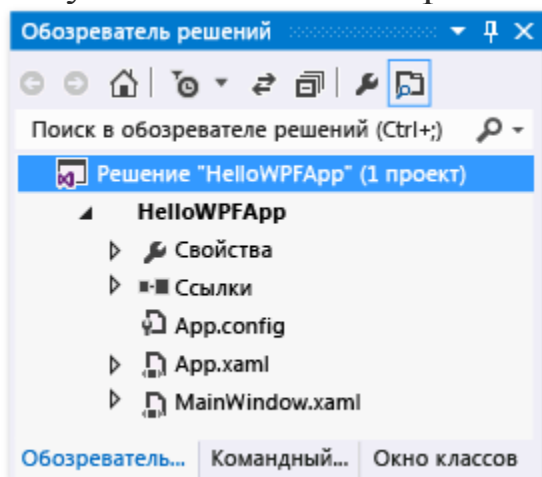 Обозреватель решений
Поиск в обозревателе решений (Ctrl+;)
Решение "HelloWPFApp" (1 проект)
HelloWPFApp
Свойства
Ссылки
App.config
App.xaml
MainWindow.xaml
Обозреватель... Командный... Окно классов